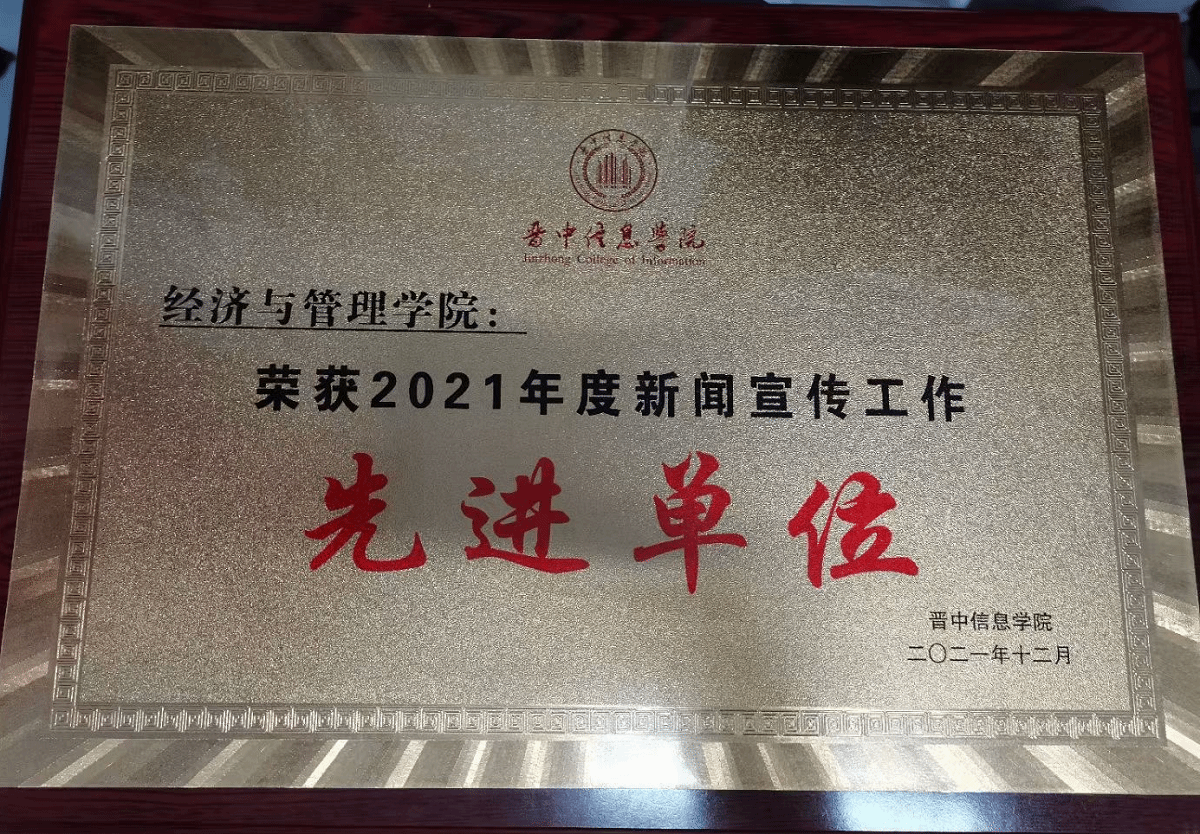 晋中信息学院
Jinzhong College of Information
经济与管理学院：
荣获2021年度新闻宣传工作
先进单位
晋中信息学院
二〇二一年十二月